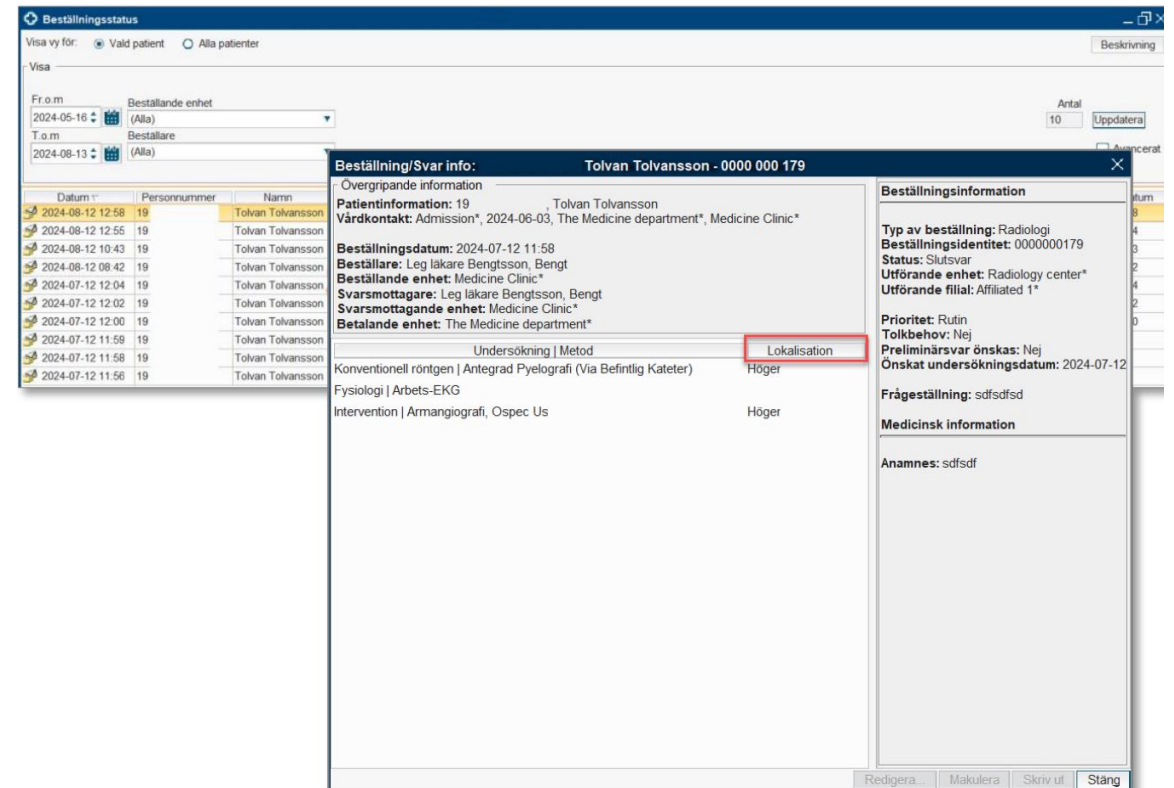 Beställningsstatus
Visa vy för: Vald patient Alla patienter Beskrivning
Visa
Fr.o.m Beställande enhet Antal
2024-05-16 (Alla) 10 Uppdatera
T.o.m Beställare
2024-08-13 (Alla) Avancerat
Datum Personnummer Namn
2024-08-12 12:58 19 Tolvan Tolvansson 8
2024-08-12 12:55 19 Tolvan Tolvansson 4
2024-08-12 10:43 19 Tolvan Tolvansson 3
2024-08-12 08:42 19 Tolvan Tolvansson 2
2024-07-12 12:04 19 Tolvan Tolvansson 4
2024-07-12 12:02 19 Tolvan Tolvansson 2
2024-07-12 12:00 19 Tolvan Tolvansson 0
2024-07-12 11:59 19 Tolvan Tolvansson
2024-07-12 11:58 19 Tolvan Tolvansson
2024-07-12 11:56 19 Tolvan Tolvansson
Beställning/Svar info: Tolvan Tolvansson - 0000 000 179
Övergripande information
Patientinformation: 19 , Tolvan Tolvansson
Vårdkontakt: Admission*, 2024-06-03, The Medicine department*, Medicine Clinic*
Beställningsdatum: 2024-07-12 11:58
Beställare: Leg läkare Bengtsson, Bengt
Beställande enhet: Medicine Clinic*
Svarsmottagare: Leg läkare Bengtsson, Bengt
Svarsmottagande enhet: Medicine Clinic*
Betalande enhet: The Medicine department*
Undersökning | Metod Lokalisation
Konventionell röntgen | Antegrad Pyelografi (Via Befintlig Kateter) Höger
Fysiologi | Arbets-EKG
Intervention | Armangiografi, Ospec Us Höger
Beställningsinformation
Typ av beställning: Radiologi
Beställningsidentitet: 0000000179
Status: Slutsvar
Utförande enhet: Radiology center*
Utförande filial: Affiliated 1*
Prioritet: Rutin
Tolkbehov: Nej
Preliminärsvar önskas: Nej
Önskat undersökningsdatum: 2024-07-12
Frågeställning: sdfsdfsd
Medicinsk information
Anamnes: sdfsdf
Redigera... Makulera Skriv ut Stäng